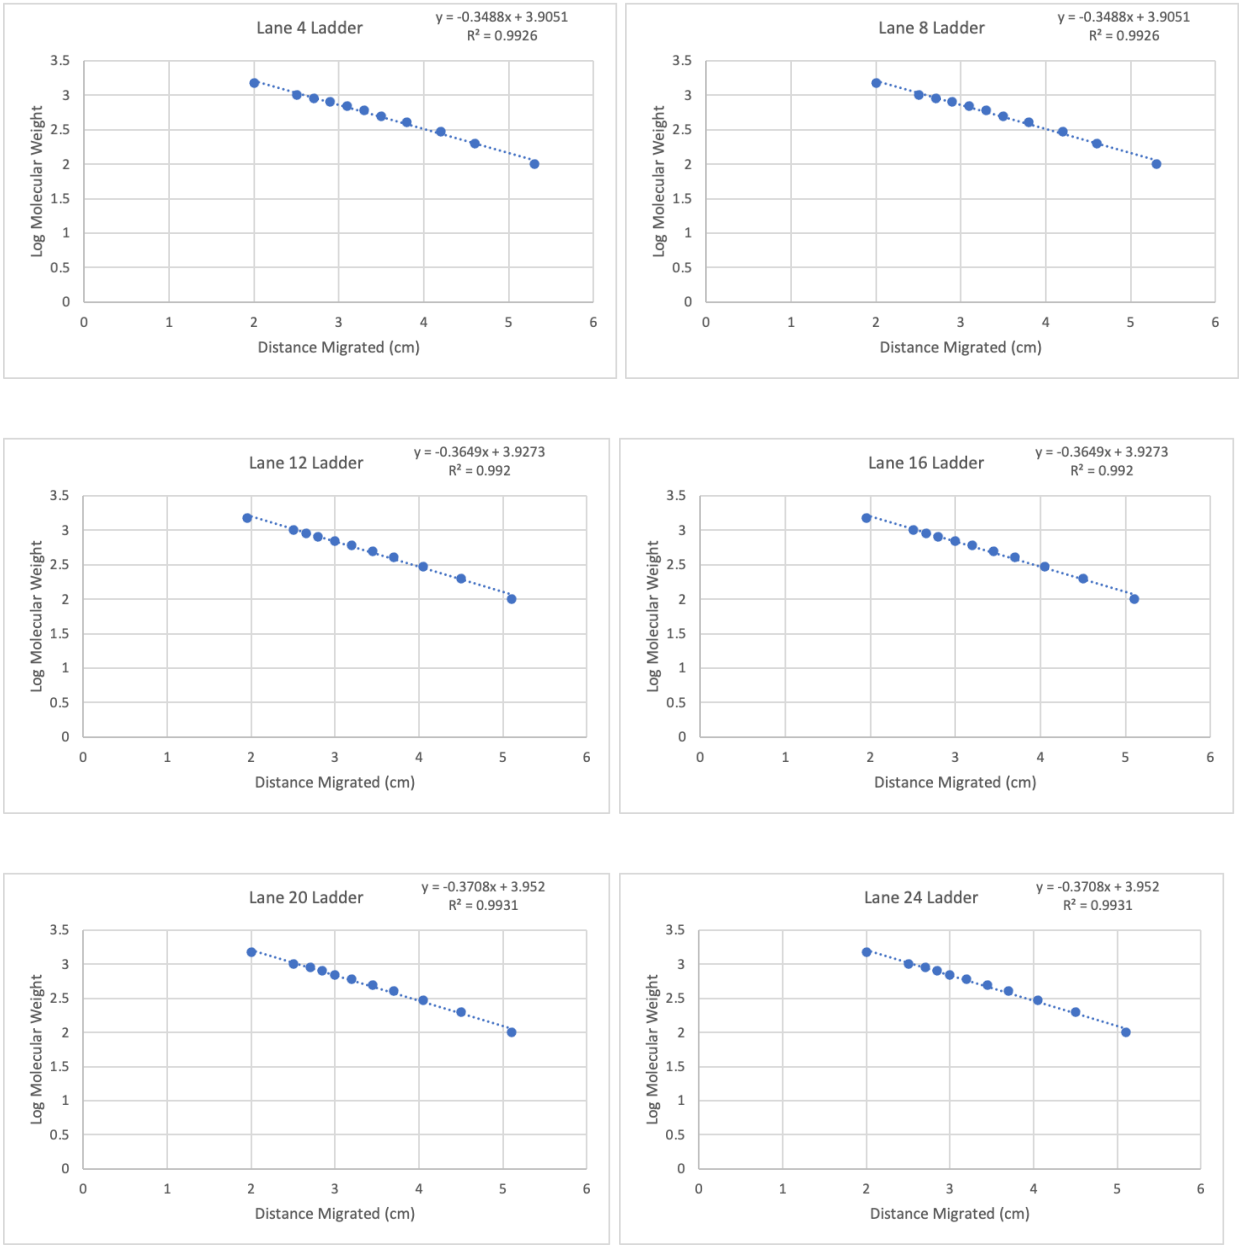 Lane 4 Ladder
y = -0.3488x + 3.9051
R² = 0.9926
Log Molecular Weight
3.5
3
2.5
2
1.5
1
0.5
0
0 1 2 3 4 5 6
Distance Migrated (cm)
Lane 8 Ladder
y = -0.3488x + 3.9051
R² = 0.9926
Log Molecular Weight
3.5
3
2.5
2
1.5
1
0.5
0
0 1 2 3 4 5 6
Distance Migrated (cm)
Lane 12 Ladder
y = -0.3649x + 3.9273
R² = 0.992
Log Molecular Weight
3.5
3
2.5
2
1.5
1
0.5
0
0 1 2 3 4 5 6
Distance Migrated (cm)
Lane 16 Ladder
y = -0.3649x + 3.9273
R² = 0.992
Log Molecular Weight
3.5
3
2.5
2
1.5
1
0.5
0
0 1 2 3 4 5 6
Distance Migrated (cm)
Lane 20 Ladder
y = -0.3708x + 3.952
R² = 0.9931
Log Molecular Weight
3.5
3
2.5
2
1.5
1
0.5
0
0 1 2 3 4 5 6
Distance Migrated (cm)
Lane 24 Ladder
y = -0.3708x + 3.952
R² = 0.9931
Log Molecular Weight
3.5
3
2.5
2
1.5
1
0.5
0
0 1 2 3 4 5 6
Distance Migrated (cm)